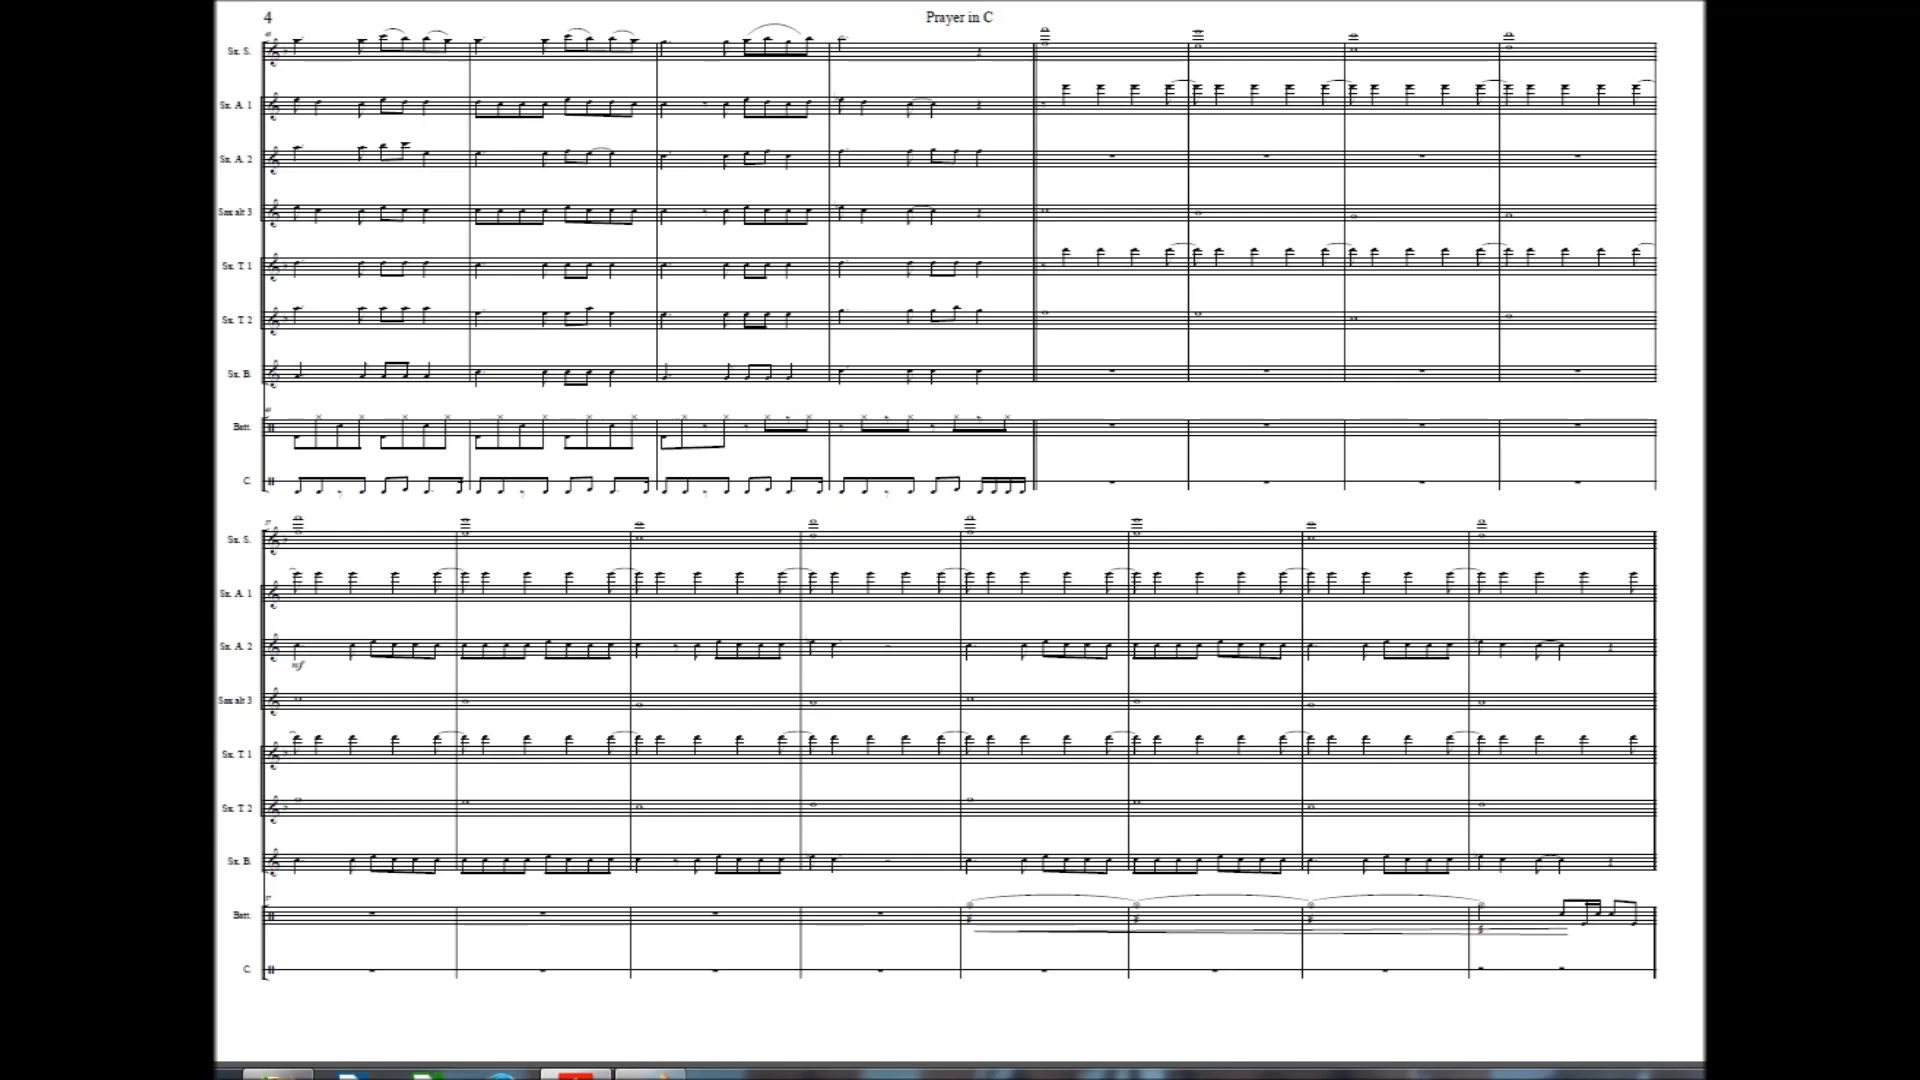 4
Prayer in C
Sx. S.
Sx. A. 1
Sx. A. 2
Sax alt 3
Sx. T 1
Sx. T 2
Sx. B.
Batt.
C.
Sx. S.
Sx. A. 1
Sx. A. 2
mf
Sax alt 3
Sx. T 1
Sx. T 2
Sx. B.
Batt.
C.